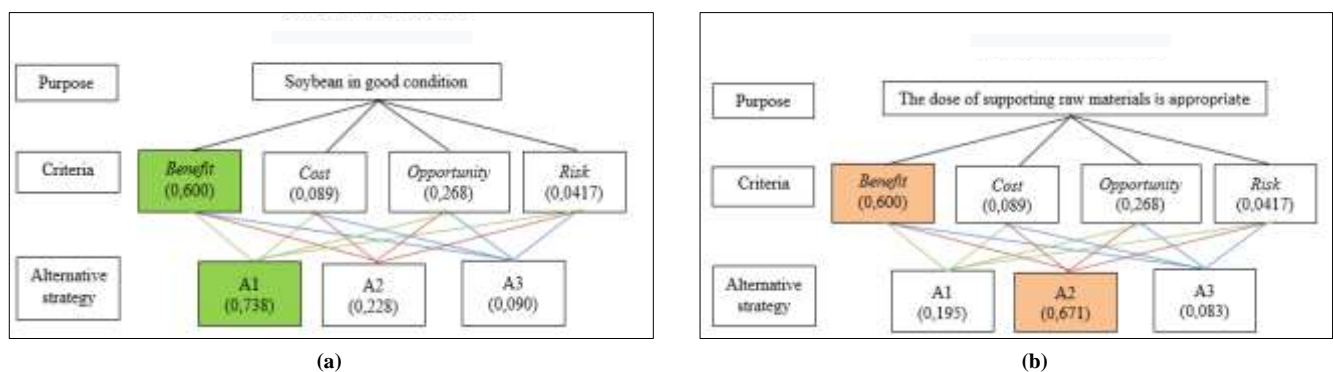 Purpose
Soybean in good condition
Criteria
Benefit
(0,600)
Cost
(0,089)
Opportunity
(0,268)
Risk
(0,0417)
Alternative
strategy
A1
(0,738)
A2
(0,228)
A3
(0,090)
(a)
Purpose
The dose of supporting raw materials is appropriate
Criteria
Benefit
(0,600)
Cost
(0,089)
Opportunity
(0,268)
Risk
(0,0417)
Alternative
strategy
A1
(0,195)
A2
(0,671)
A3
(0,083)
(b)